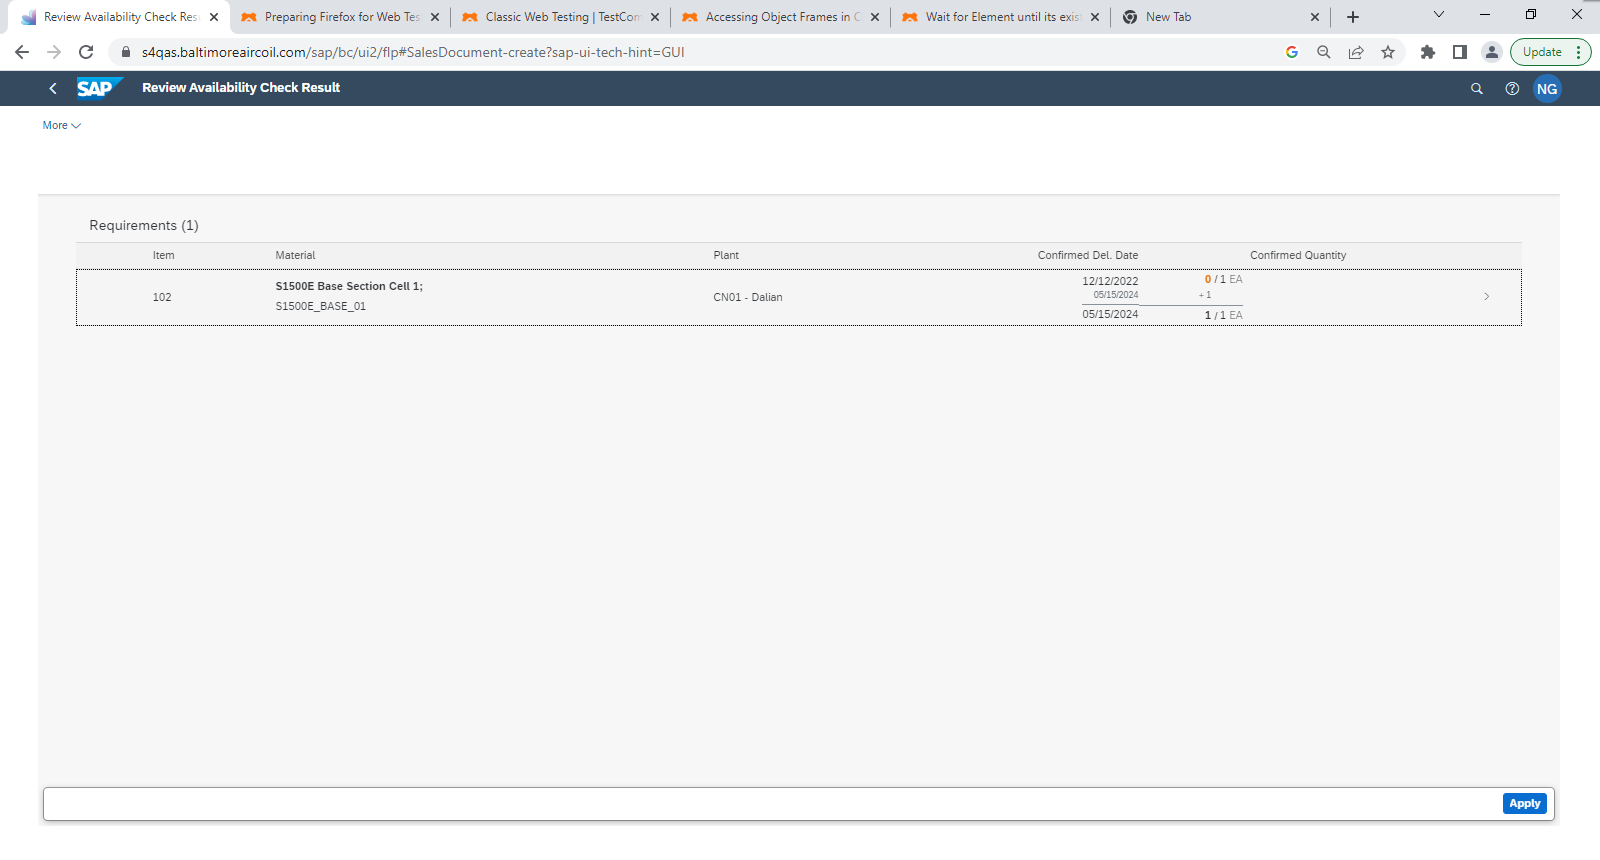 Review Availability Check Res
Preparing Firefox for Web Tes
Classic Web Testing | TestCom
Accessing Object Frames in C
Wait for Element until its exis
New Tab
s4qas.baltimoreaircoil.com/sap/bc/ui2/flp#SalesDocument-create?sap-ui-tech-hint=GUI
Update
SAP
Review Availability Check Result
NG
More
Requirements (1)
Item Material Plant Confirmed Del. Date Confirmed Quantity
102
S1500E Base Section Cell 1;
S1500E_BASE_01
CN01 - Dalian
12/12/2022 0 / 1 EA
05/15/2024 + 1
05/15/2024 1 / 1 EA
Apply